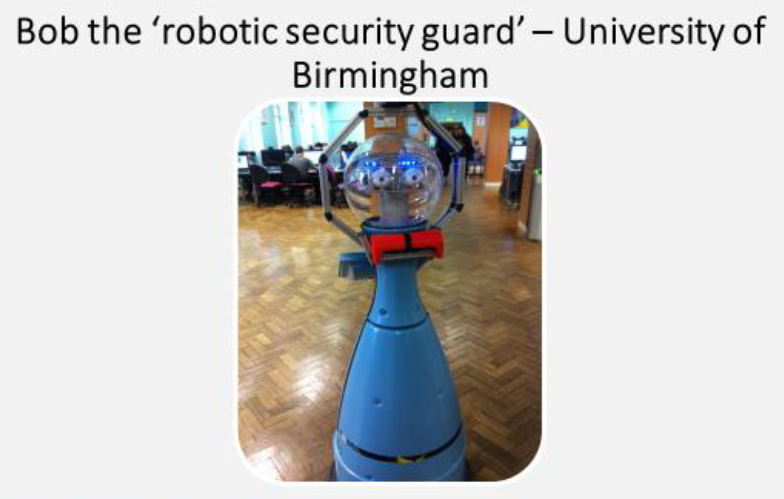 Bob the ‘robotic security guard’ – University of
Birmingham